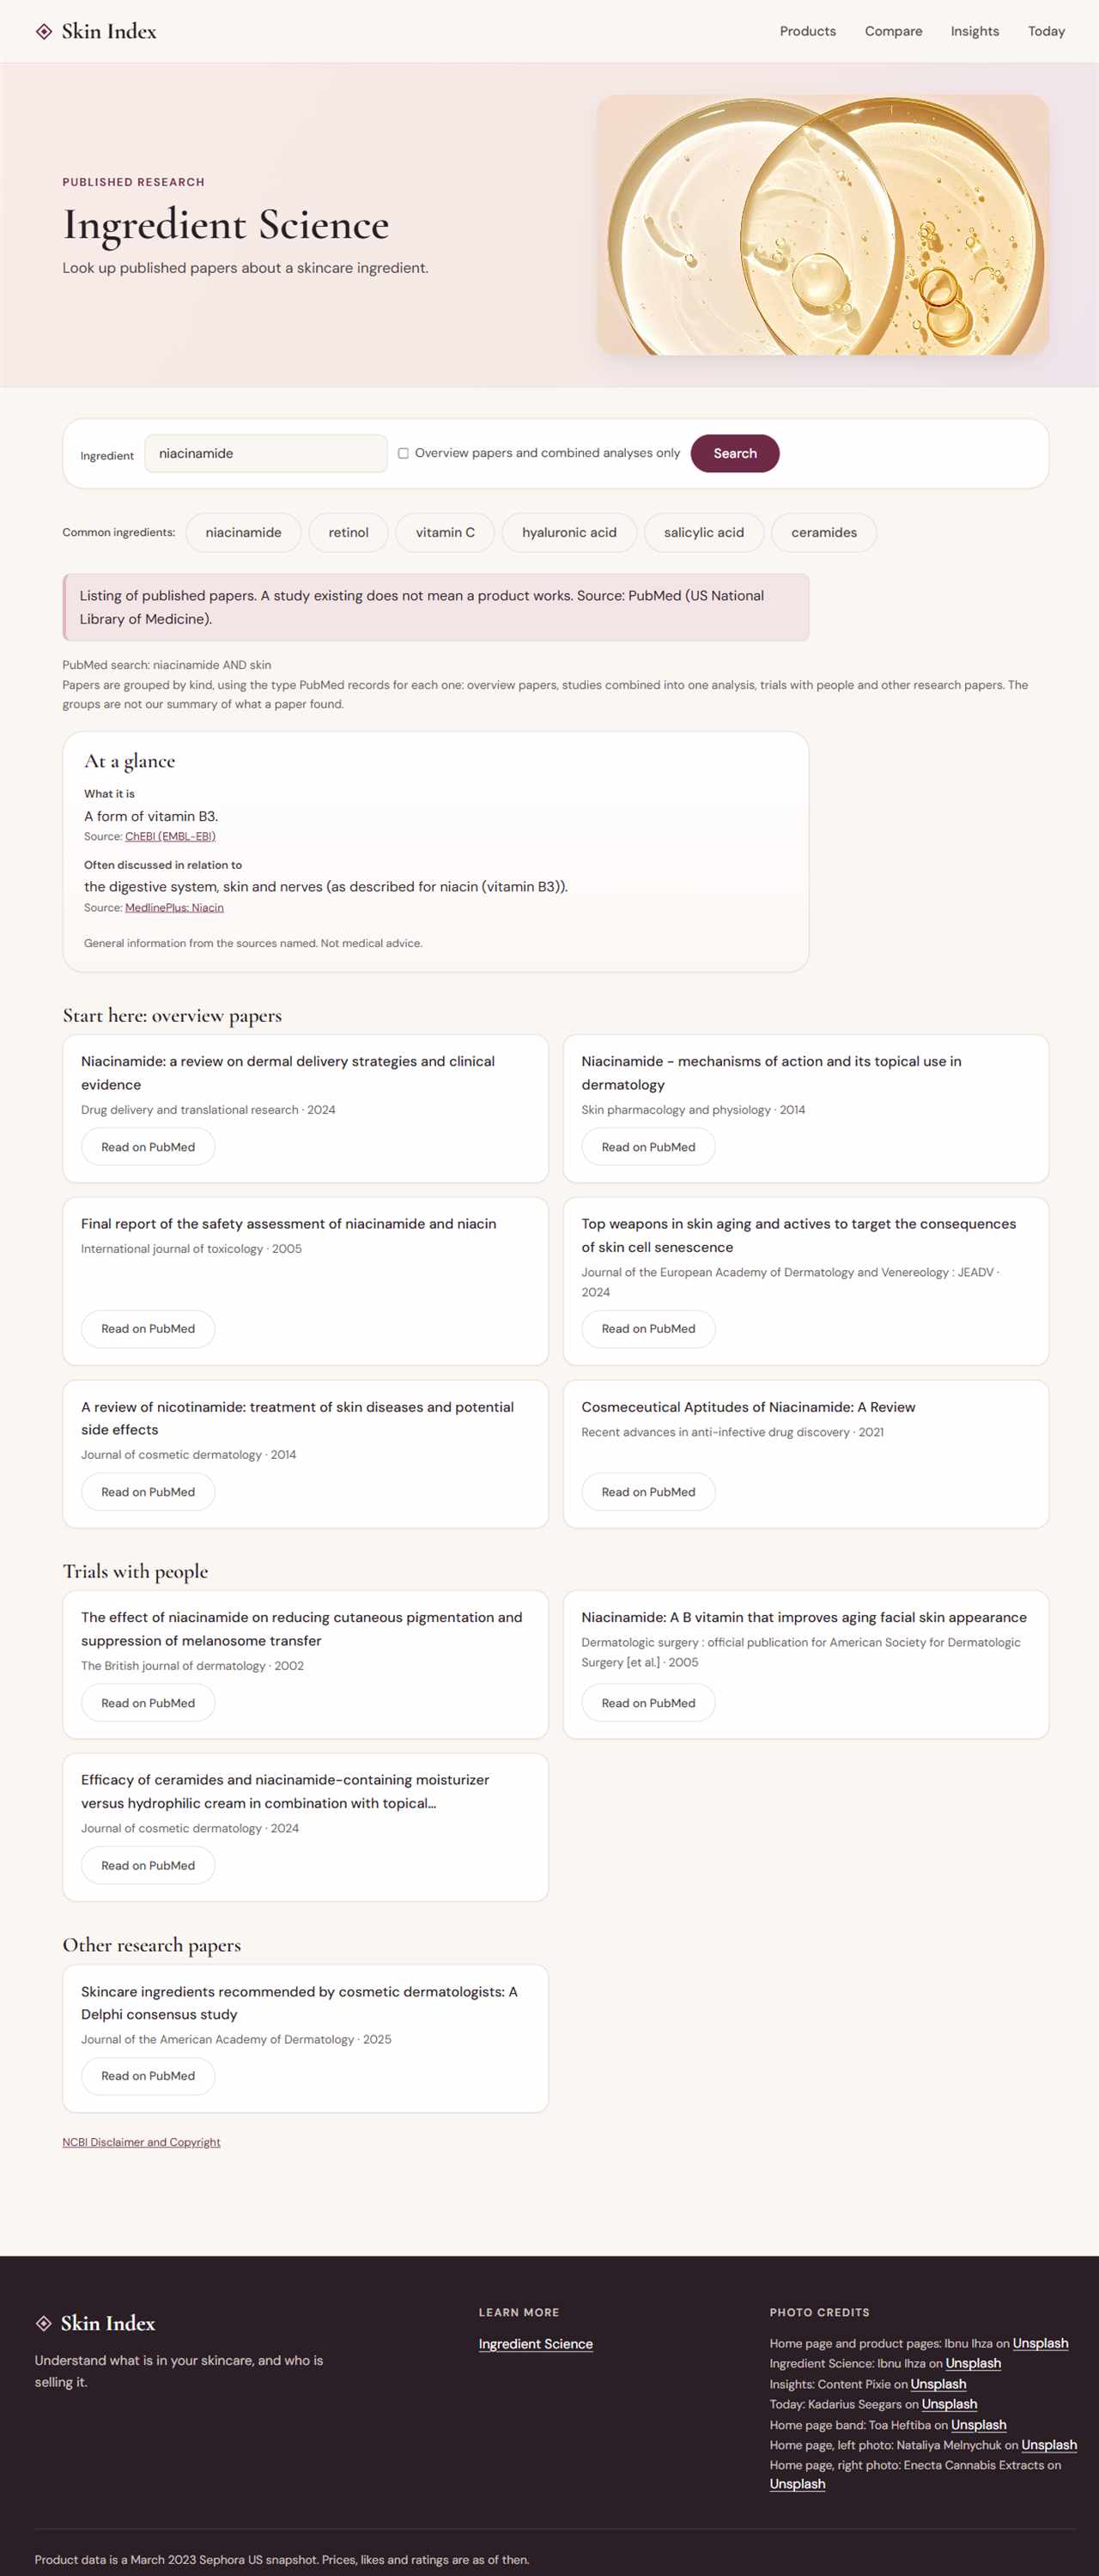 Skin Index
Products
Compare
Insights
Today
PUBLISHED RESEARCH
Ingredient Science
Look up published papers about a skincare ingredient.
Ingredient
niacinamide
Overview papers and combined analyses only
Search
Common ingredients:
niacinamide
retinol
vitamin C
hyaluronic acid
salicylic acid
ceramides
Listing of published papers. A study existing does not mean a product works. Source: PubMed (US National
Library of Medicine).
PubMed search: niacinamide AND skin
Papers are grouped by kind, using the type PubMed records for each one: overview papers, studies combined into one analysis, trials with people and other research papers. The
groups are not our summary of what a paper found.
At a glance
What it is
A form of vitamin B3.
Source: ChEBI (EMBL-EBI)
Often discussed in relation to
the digestive system, skin and nerves (as described for niacin (vitamin B3)).
Source: MedlinePlus: Niacin
General information from the sources named. Not medical advice.
Start here: overview papers
Niacinamide: a review on dermal delivery strategies and clinical
evidence
Drug delivery and translational research · 2024
Read on PubMed
Niacinamide - mechanisms of action and its topical use in
dermatology
Skin pharmacology and physiology · 2014
Read on PubMed
Final report of the safety assessment of niacinamide and niacin
International journal of toxicology · 2005
Read on PubMed
Top weapons in skin aging and actives to target the consequences
of skin cell senescence
Journal of the European Academy of Dermatology and Venereology : JEADV ·
2024
Read on PubMed
A review of nicotinamide: treatment of skin diseases and potential
side effects
Journal of cosmetic dermatology · 2014
Read on PubMed
Cosmeceutical Aptitudes of Niacinamide: A Review
Recent advances in anti-infective drug discovery · 2021
Read on PubMed
Trials with people
The effect of niacinamide on reducing cutaneous pigmentation and
suppression of melanosome transfer
The British journal of dermatology · 2002
Read on PubMed
Niacinamide: A B vitamin that improves aging facial skin appearance
Dermatologic surgery : official publication for American Society for Dermatologic
Surgery [et al.] · 2005
Read on PubMed
Efficacy of ceramides and niacinamide-containing moisturizer
versus hydrophilic cream in combination with topical...
Journal of cosmetic dermatology · 2024
Read on PubMed
Other research papers
Skincare ingredients recommended by cosmetic dermatologists: A
Delphi consensus study
Journal of the American Academy of Dermatology · 2025
Read on PubMed
NCBI Disclaimer and Copyright
Skin Index
Understand what is in your skincare, and who is
selling it.
LEARN MORE
Ingredient Science
PHOTO CREDITS
Home page and product pages: Ibnu Ihza on Unsplash
Ingredient Science: Ibnu Ihza on Unsplash
Insights: Content Pixie on Unsplash
Today: Kadarius Seegars on Unsplash
Home page band: Toa Heftiba on Unsplash
Home page, left photo: Nataliya Melnychuk on Unsplash
Home page, right photo: Enecta Cannabis Extracts on
Unsplash
Product data is a March 2023 Sephora US snapshot. Prices, likes and ratings are as of then.